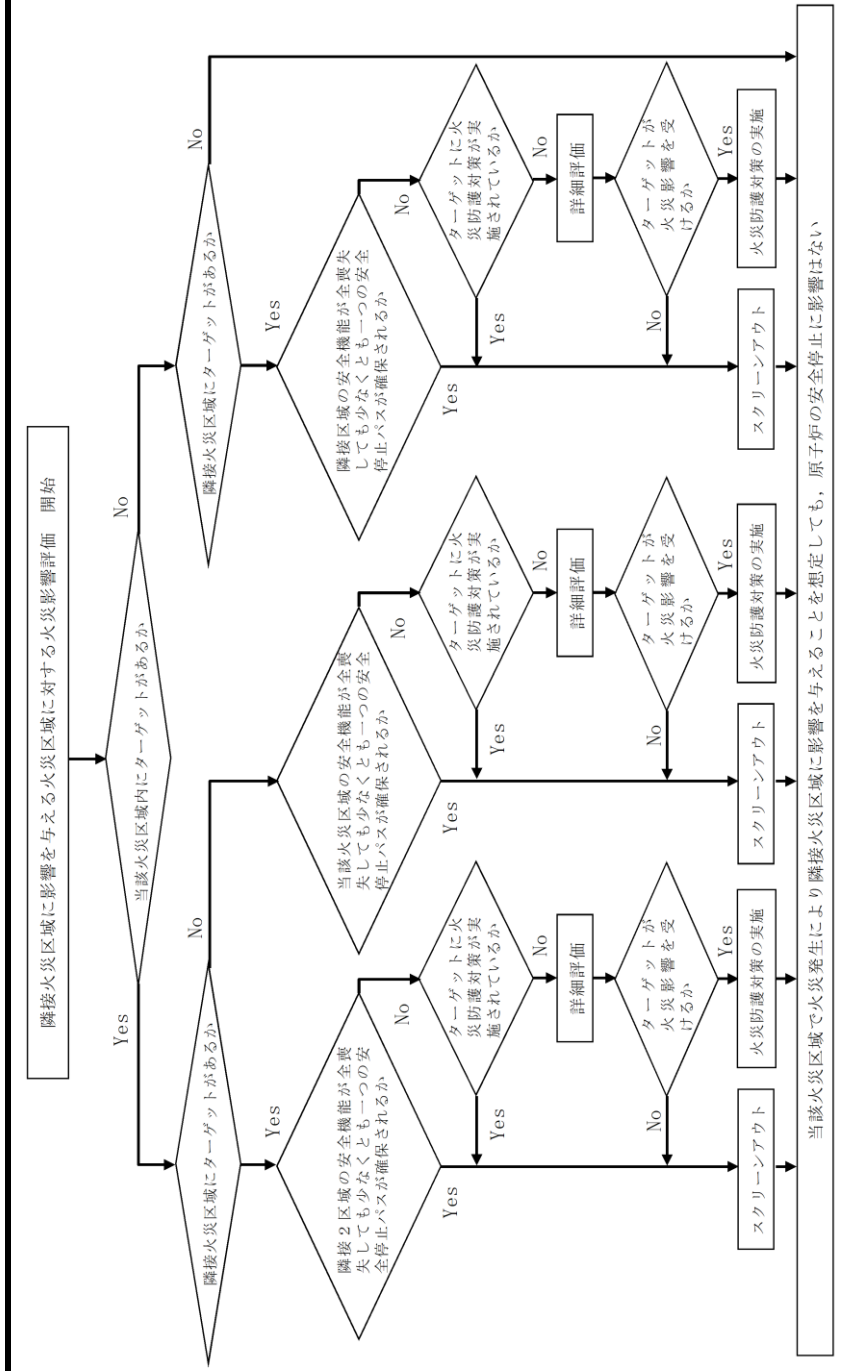 隣接火災区域に影響を与える火災区域に対する火災影響評価　開始
当該火災区域内にターゲットがあるか
Yes
No
隣接火災区域にターゲットがあるか
No
Yes
隣接２区域の安全機能が全喪
失しても少なくとも一つの安
全停止パスが確保されるか
No
Yes
ターゲットに火
災防護対策が実
施されているか
Yes
No
詳細評価
ターゲットが
火災影響を受
けるか
No
Yes
スクリーンアウト
火災防護対策の実施
当該火災区域の安全機能が全喪
失しても少なくとも一つの安全
停止パスが確保されるか
No
Yes
ターゲットに火
災防護対策が実
施されているか
Yes
No
詳細評価
ターゲットが
火災影響を受
けるか
No
Yes
スクリーンアウト
火災防護対策の実施
隣接火災区域にターゲットがあるか
No
Yes
隣接区域の安全機能が全喪失
しても少なくとも一つの安全
停止パスが確保されるか
No
Yes
ターゲットに火
災防護対策が実
施されているか
Yes
No
詳細評価
ターゲットが
火災影響を受
けるか
No
Yes
スクリーンアウト
火災防護対策の実施
当該火災区域で火災発生により隣接火災区域に影響を与えることを想定しても，原子炉の安全停止に影響はない